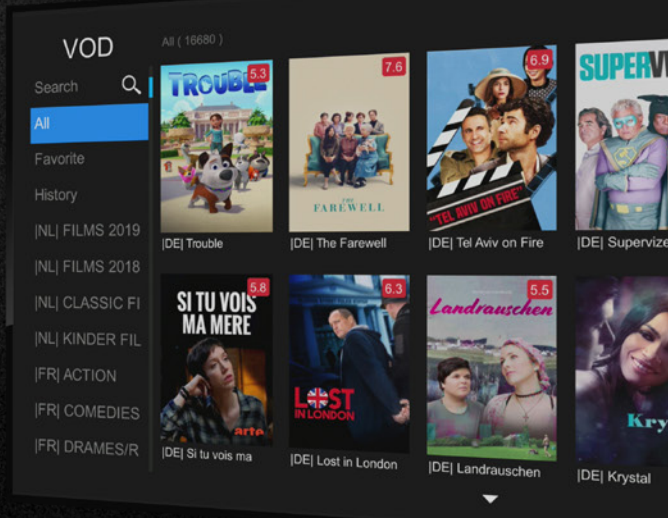 VOD
All ( 16680 )
Search
All
Favorite
History
|NL| FILMS 2019
|NL| FILMS 2018
|NL| CLASSIC FI
|NL| KINDER FIL
|FR| ACTION
|FR| COMEDIES
|FR| DRAMES/R
TROUBLE
5.3
|DE| Trouble
7.6
THE
FAREWELL
|DE| The Farewell
6.9
"TEL AVIV ON FIRE"
|DE| Tel Aviv on Fire
SUPERV
|DE| Supervize
5.8
SI TU VOIS
MA MERE
arte
|DE| Si tu vois ma
6.3
LOST
IN LONDON
|DE| Lost in London
5.5
Landrauschen
|DE| Landrauschen
Kry
|DE| Krystal